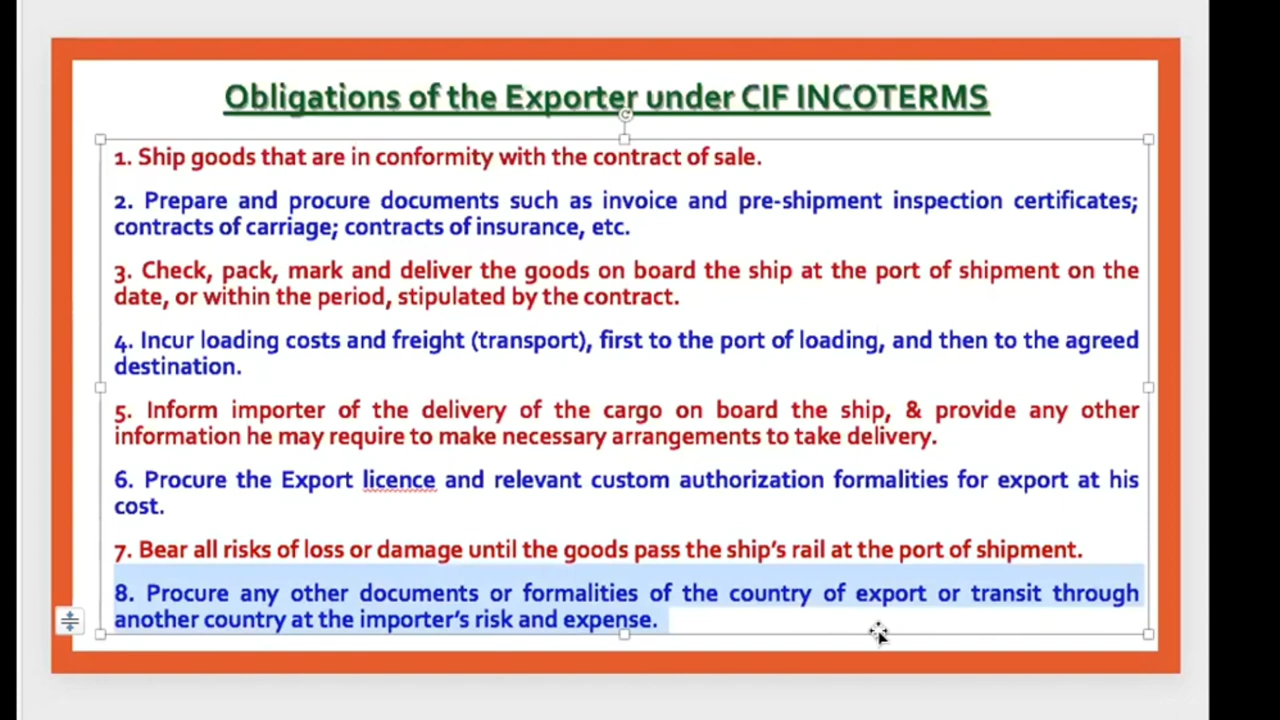 Obligations of the Exporter under CIF INCOTERMS
1. Ship goods that are in conformity with the contract of sale.
2. Prepare and procure documents such as invoice and pre-shipment inspection certificates;
contracts of carriage; contracts of insurance, etc.
3. Check, pack, mark and deliver the goods on board the ship at the port of shipment on the
date, or within the period, stipulated by the contract.
4. Incur loading costs and freight (transport), first to the port of loading, and then to the agreed
destination.
5. Inform importer of the delivery of the cargo on board the ship, & provide any other
information he may require to make necessary arrangements to take delivery.
6. Procure the Export licence and relevant custom authorization formalities for export at his
cost.
7. Bear all risks of loss or damage until the goods pass the ship's rail at the port of shipment.
8. Procure any other documents or formalities of the country of export or transit through
another country at the importer's risk and expense.